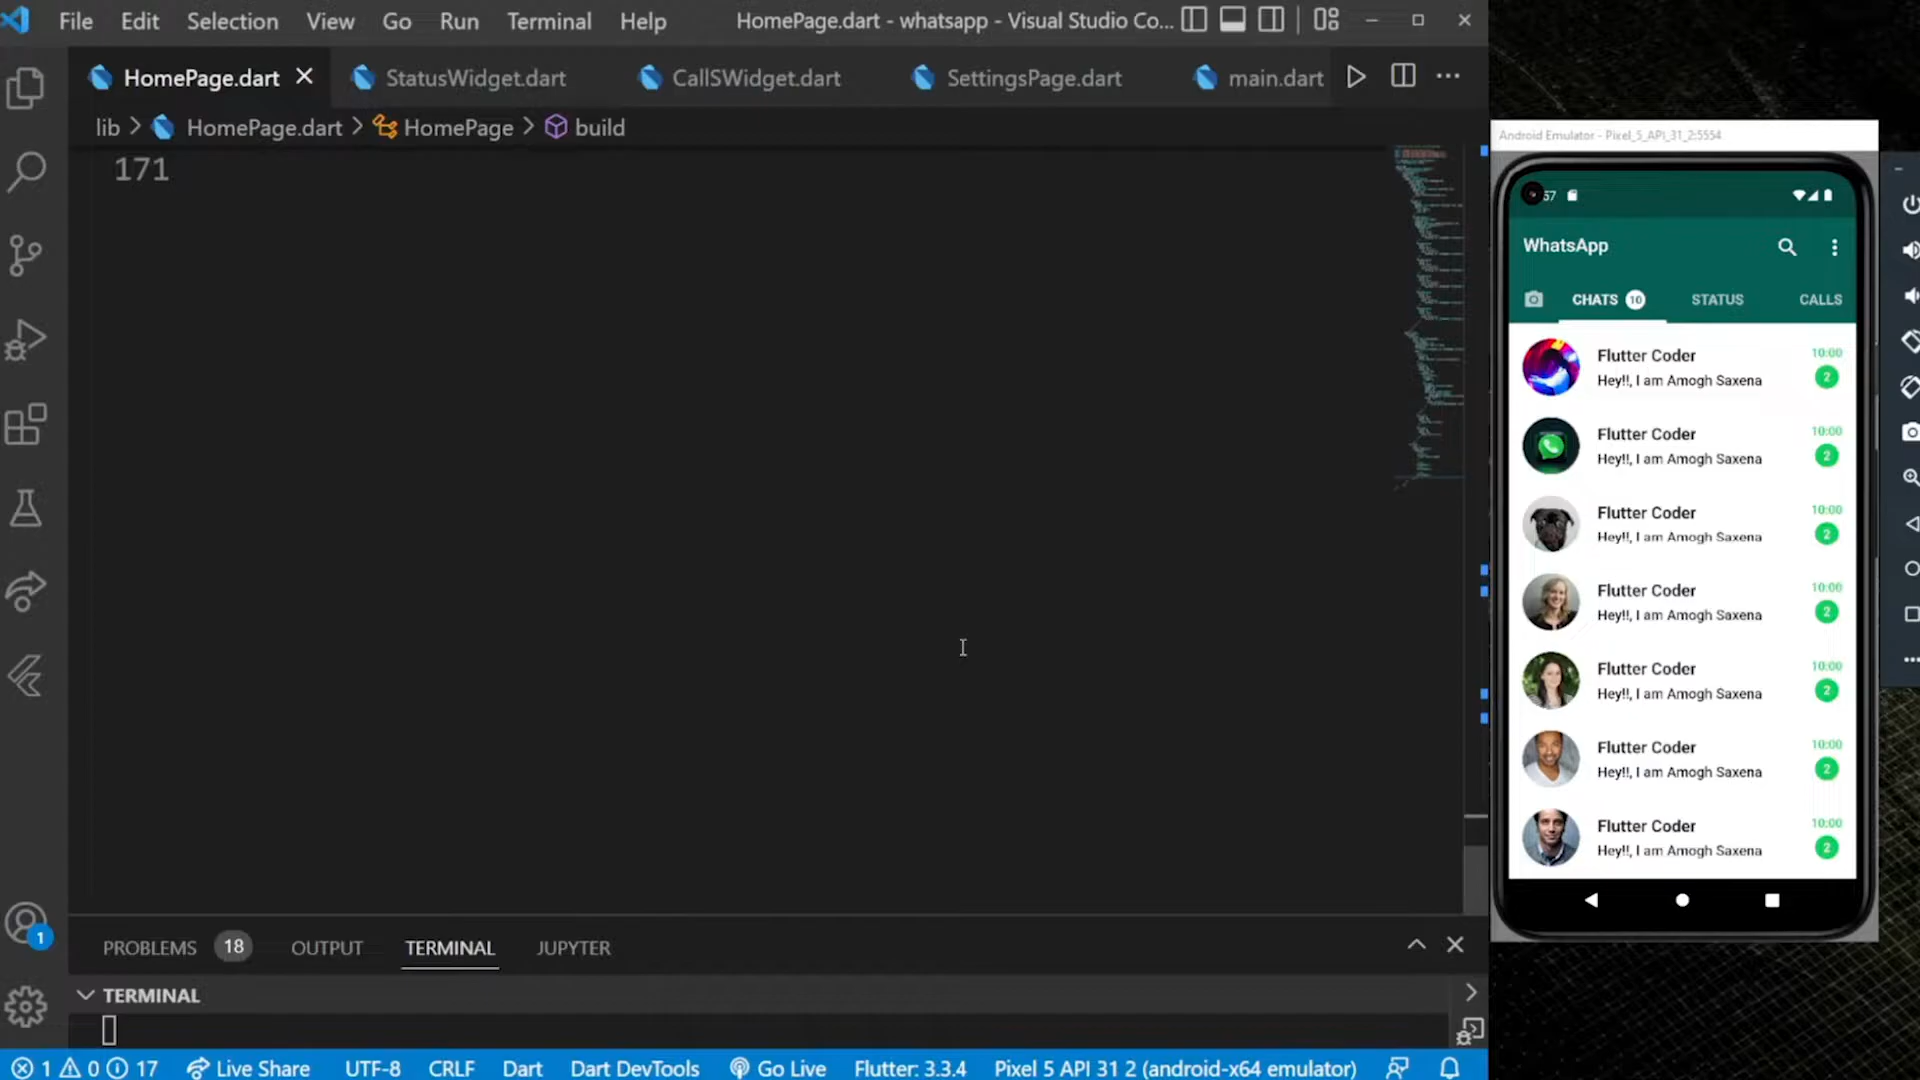 File Edit Selection View Go Run Terminal Help HomePage.dart - whatsapp - Visual Studio Co...
HomePage.dart StatusWidget.dart CallSWidget.dart SettingsPage.dart main.dart
lib > HomePage.dart > HomePage > build
171
PROBLEMS 18 OUTPUT TERMINAL JUPYTER
TERMINAL
1
1 0 17 Live Share UTF-8 CRLF Dart Dart DevTools Go Live Flutter: 3.3.4 Pixel 5 API 31 2 (android-x64 emulator)
Android Emulator - Pixel_5_API_31_2:5554
57
WhatsApp
CHATS 10 STATUS CALLS
Flutter Coder 10:00
Hey!!, I am Amogh Saxena 2
Flutter Coder 10:00
Hey!!, I am Amogh Saxena 2
Flutter Coder 10:00
Hey!!, I am Amogh Saxena 2
Flutter Coder 10:00
Hey!!, I am Amogh Saxena 2
Flutter Coder 10:00
Hey!!, I am Amogh Saxena 2
Flutter Coder 10:00
Hey!!, I am Amogh Saxena 2
Flutter Coder 10:00
Hey!!, I am Amogh Saxena 2